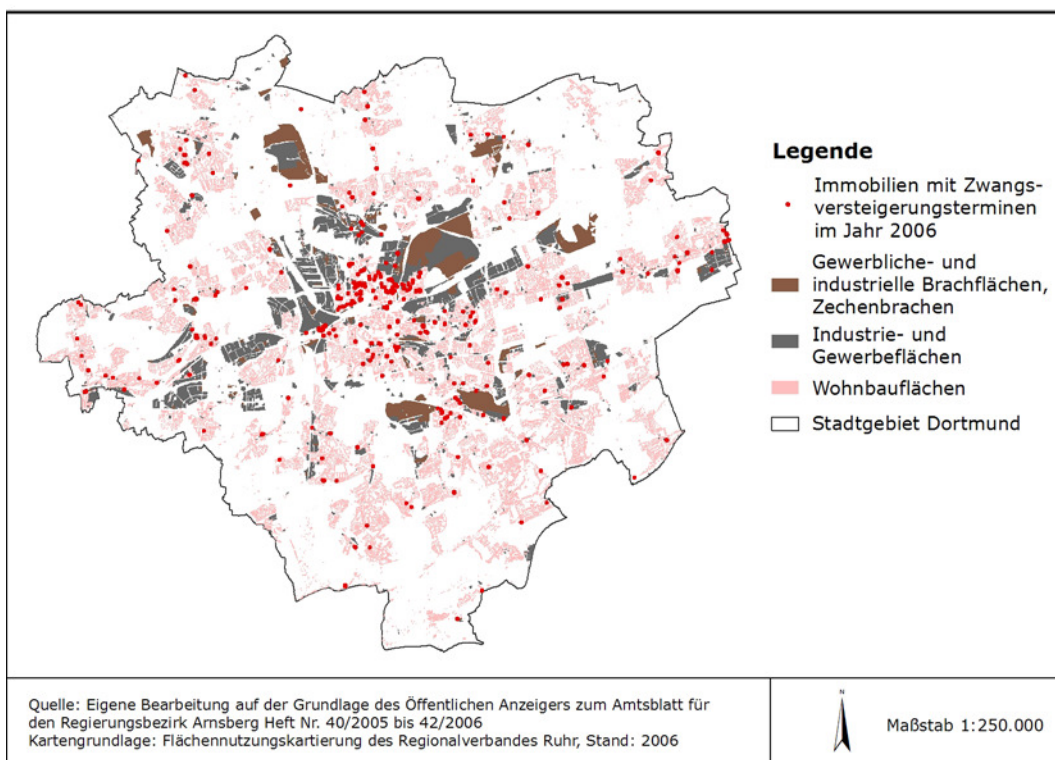 Legende
Immobilien mit Zwangs-
versteigerungsterminen
im Jahr 2006
Gewerbliche- und
industrielle Brachflächen,
Zechenbrachen
Industrie- und
Gewerbeflächen
Wohnbauflächen
Stadtgebiet Dortmund
Quelle: Eigene Bearbeitung auf der Grundlage des Öffentlichen Anzeigers zum Amtsblatt für
den Regierungsbezirk Arnsberg Heft Nr. 40/2005 bis 42/2006
Kartengrundlage: Flächennutzungskartierung des Regionalverbandes Ruhr, Stand: 2006
N
Maßstab 1:250.000